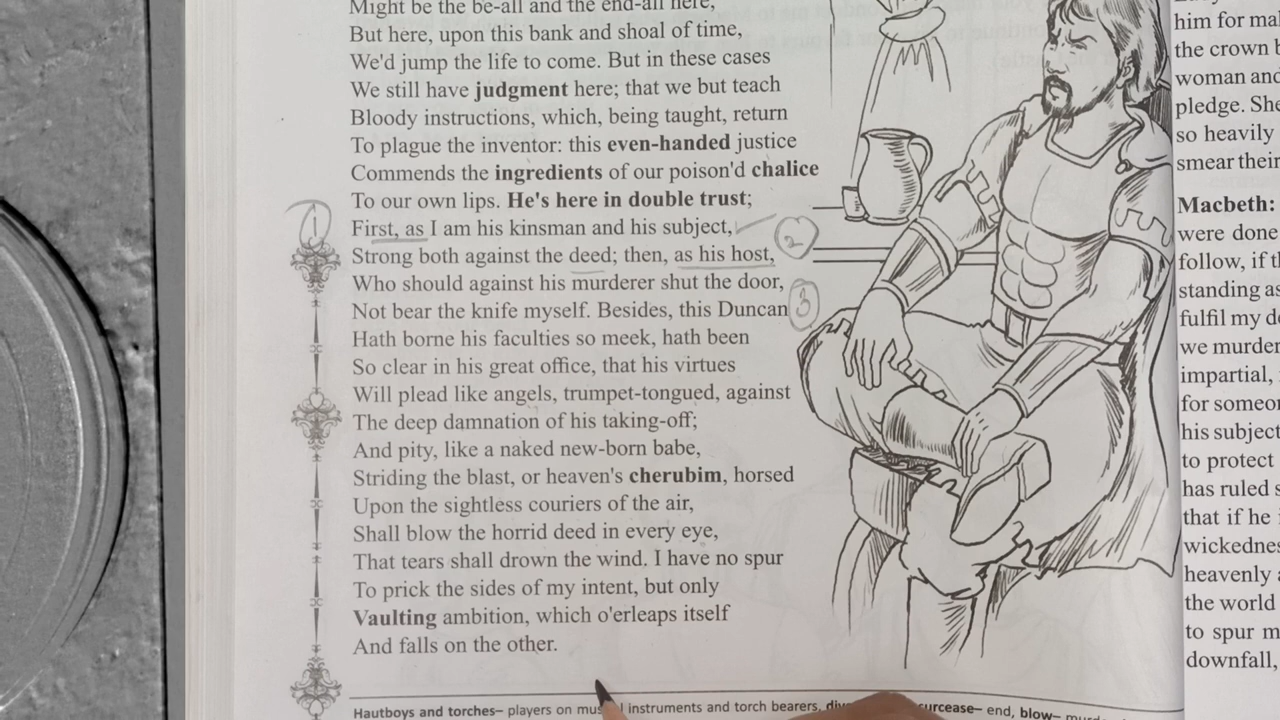 Might be the be-all and the end-all here,
But here, upon this bank and shoal of time,
We'd jump the life to come. But in these cases
We still have judgment here; that we but teach
Bloody instructions, which, being taught, return
To plague the inventor: this even-handed justice
Commends the ingredients of our poison'd chalice
To our own lips. He's here in double trust;
1
First, as I am his kinsman and his subject,
2
Strong both against the deed; then, as his host,
Who should against his murderer shut the door,
Not bear the knife myself. Besides, this Duncan
3
Hath borne his faculties so meek, hath been
So clear in his great office, that his virtues
Will plead like angels, trumpet-tongued, against
The deep damnation of his taking-off;
And pity, like a naked new-born babe,
Striding the blast, or heaven's cherubim, horsed
Upon the sightless couriers of the air,
Shall blow the horrid deed in every eye,
That tears shall drown the wind. I have no spur
To prick the sides of my intent, but only
Vaulting ambition, which o'erleaps itself
And falls on the other.
Hautboys and torches– players on instruments and torch bearers, end, blow–
him for
the crown
woman and
pledge. She
so heavily
smear their
Macbeth:
were done
follow, if
standing as
fulfil my
we murder
impartial,
for
his subject
to protect
has ruled
that if he
heavenly
the world
to spur
downfall,